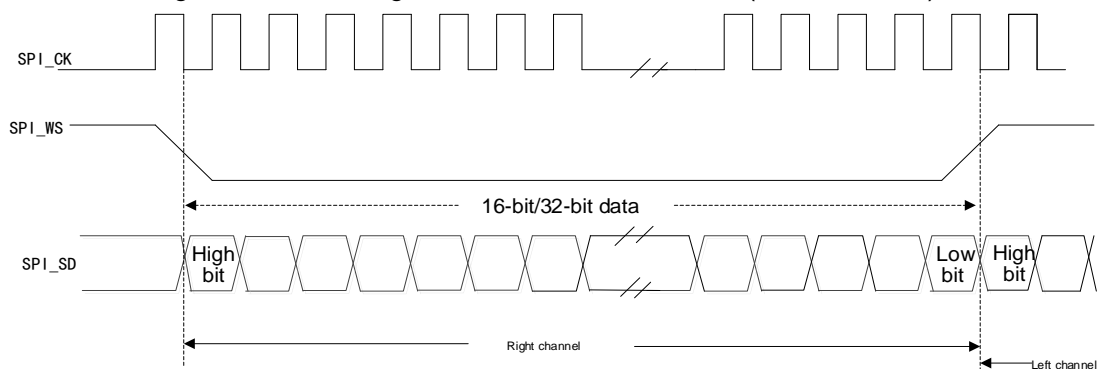 SPI_CK
SPI_WS
16-bit/32-bit data
SPI_SD
High bit
Low bit
High bit
Right channel
Left channel